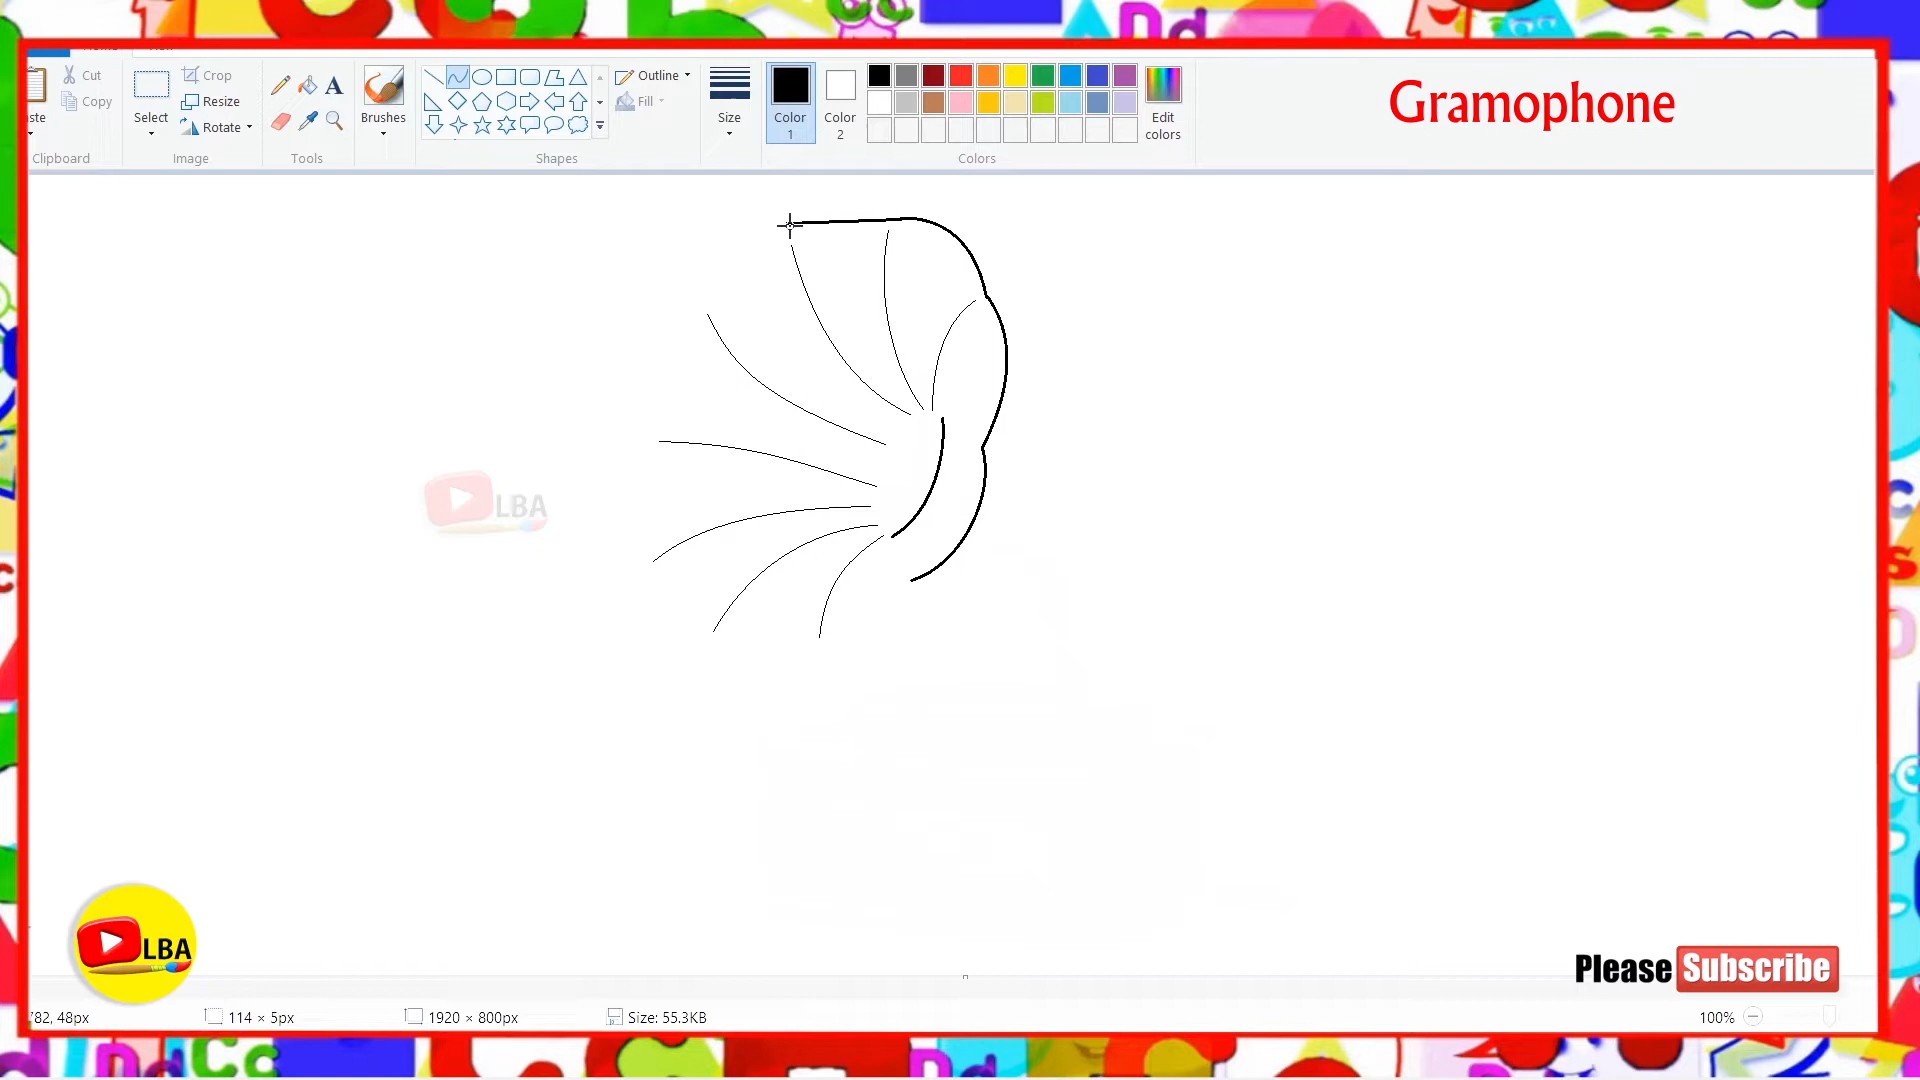 Cut
Copy
Clipboard
Select
Crop
Resize
Rotate
Image
A
Tools
Brushes
Outline
Fill
Shapes
Size
Color
1
Color
2
Edit
colors
Colors
Gramophone
LBA
LBA
Please Subscribe
782, 48px
114 × 5px
1920 × 800px
Size: 55.3KB
100%